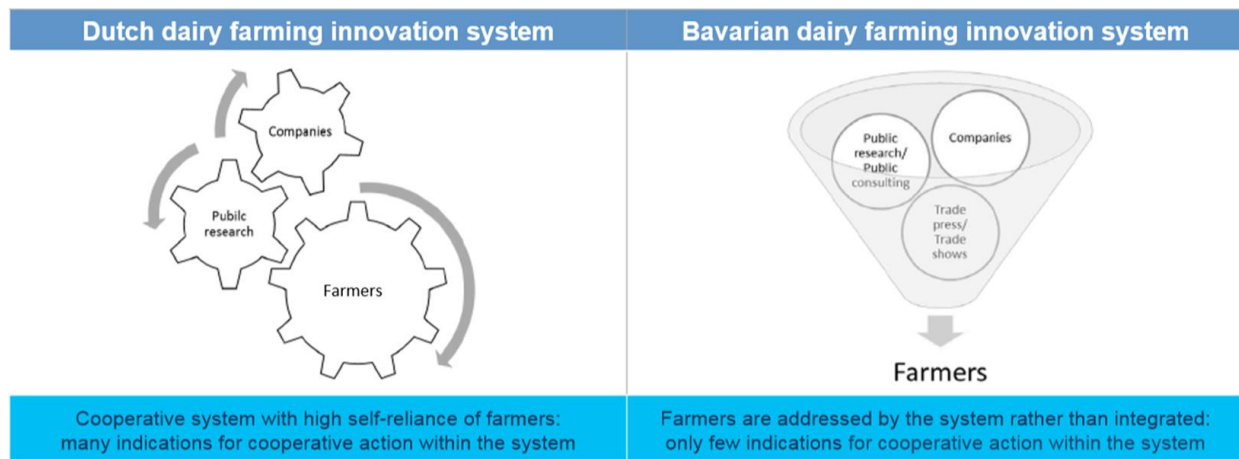 Dutch dairy farming innovation system
Companies
Public
research
Farmers
Cooperative system with high self-reliance of farmers:
many indications for cooperative action within the system
Bavarian dairy farming innovation system
Public
research/
Public
consulting
Companies
Trade
press/
Trade
shows
Farmers
Farmers are addressed by the system rather than integrated:
only few indications for cooperative action within the system